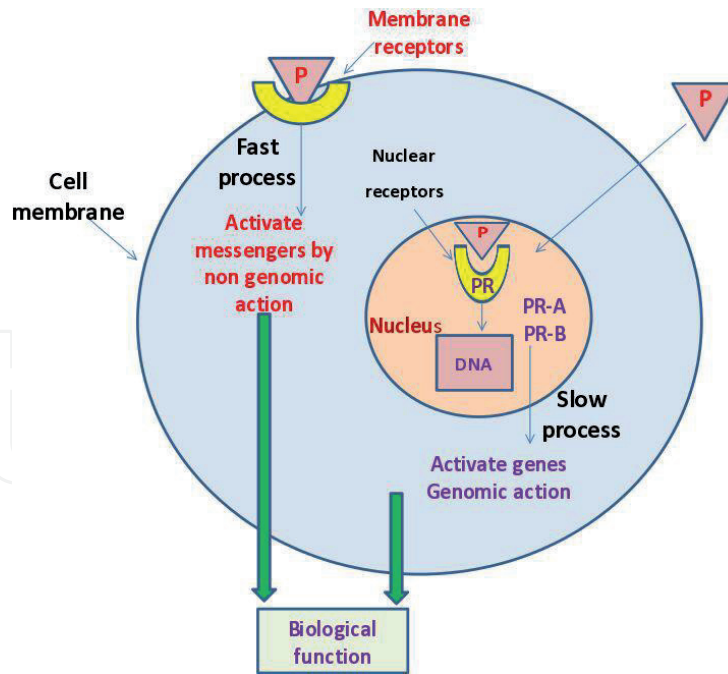 Membrane
receptors
P
P
Fast
process
Nuclear
receptors
Cell
membrane
Activate
messengers by
non genomic
action
P
PR
Nucleus
PR-A
PR-B
DNA
Slow
process
Activate genes
Genomic action
Biological
function